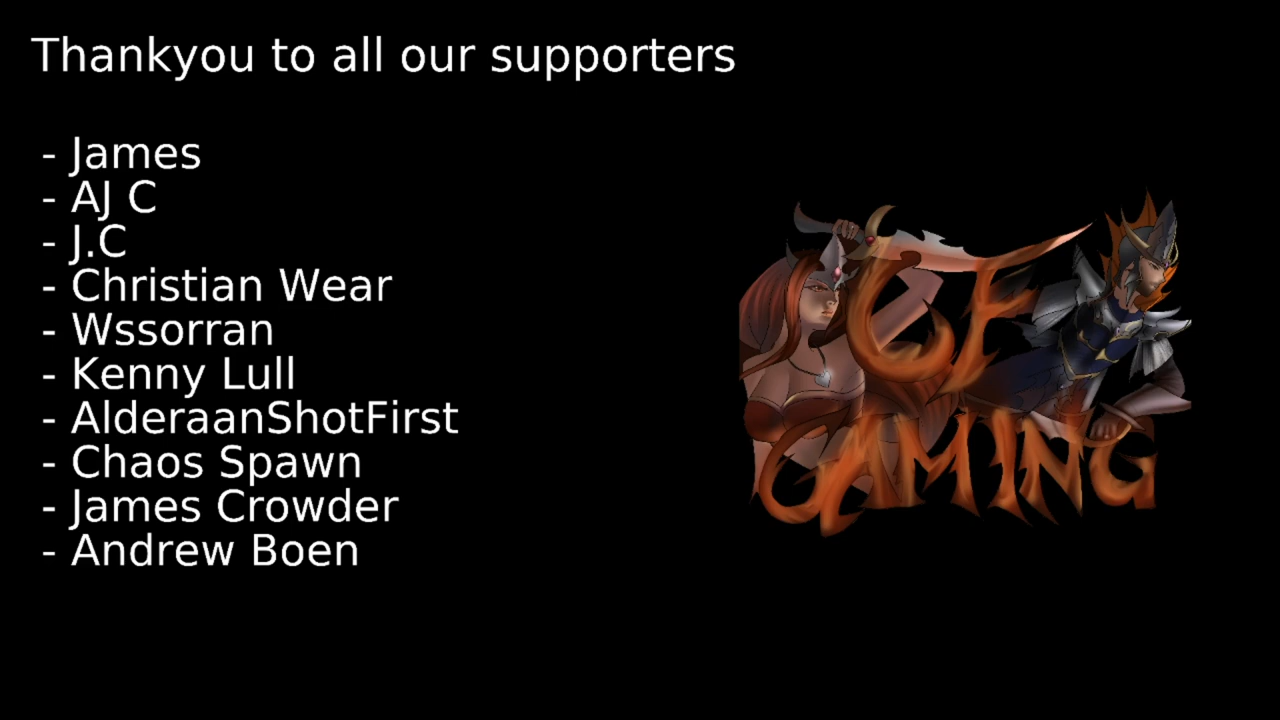 Thankyou to all our supporters
- James
- AJ C
- J.C
- Christian Wear
- Wssorran
- Kenny Lull
- AlderaanShotFirst
- Chaos Spawn
- James Crowder
- Andrew Boen
CF
GAMING